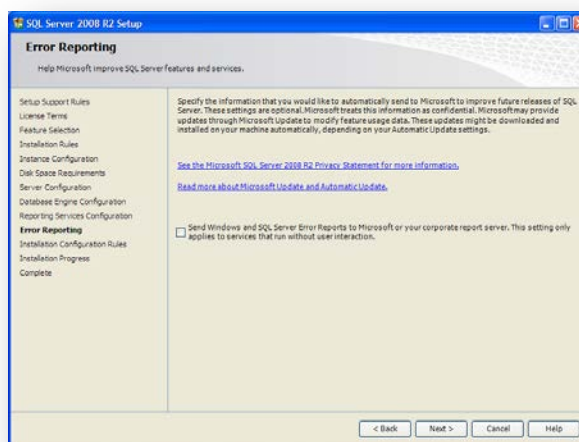 SQL Server 2008 R2 Setup
Error Reporting
Help Microsoft improve SQL Server features and services.
Setup Support Rules
License Terms
Feature Selection
Installation Rules
Instance Configuration
Disk Space Requirements
Server Configuration
Database Engine Configuration
Reporting Services Configuration
Error Reporting
Installation Configuration Rules
Installation Progress
Complete
Specify the information that you would like to automatically send to Microsoft to improve future releases of SQL
Server. These settings are optional. Microsoft treats this information as confidential. Microsoft may provide
updates through Microsoft Update to modify feature usage data. These updates might be downloaded and
installed on your machine automatically, depending on your Automatic Update settings.
See the Microsoft SQL Server 2008 R2 Privacy Statement for more information.
Read more about Microsoft Update and Automatic Update.
Send Windows and SQL Server Error Reports to Microsoft or your corporate report server. This setting only
applies to services that run without user interaction.
< Back
Next >
Cancel
Help